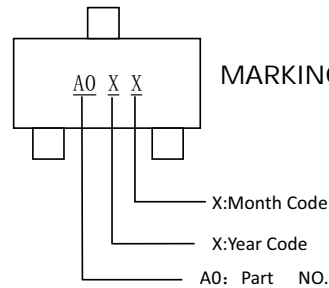 A0 X X
MARKING
X:Month Code
X:Year Code
A0: Part NO.